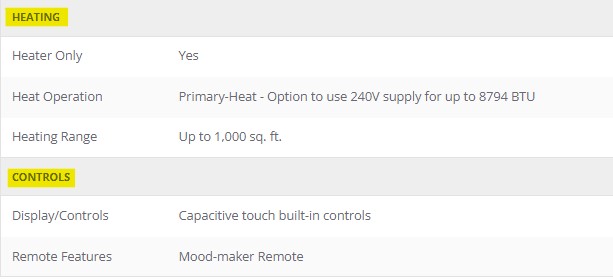 HEATING
Heater Only Yes
Heat Operation Primary-Heat - Option to use 240V supply for up to 8794 BTU
Heating Range Up to 1,000 sq. ft.
CONTROLS
Display/Controls Capacitive touch built-in controls
Remote Features Mood-maker Remote